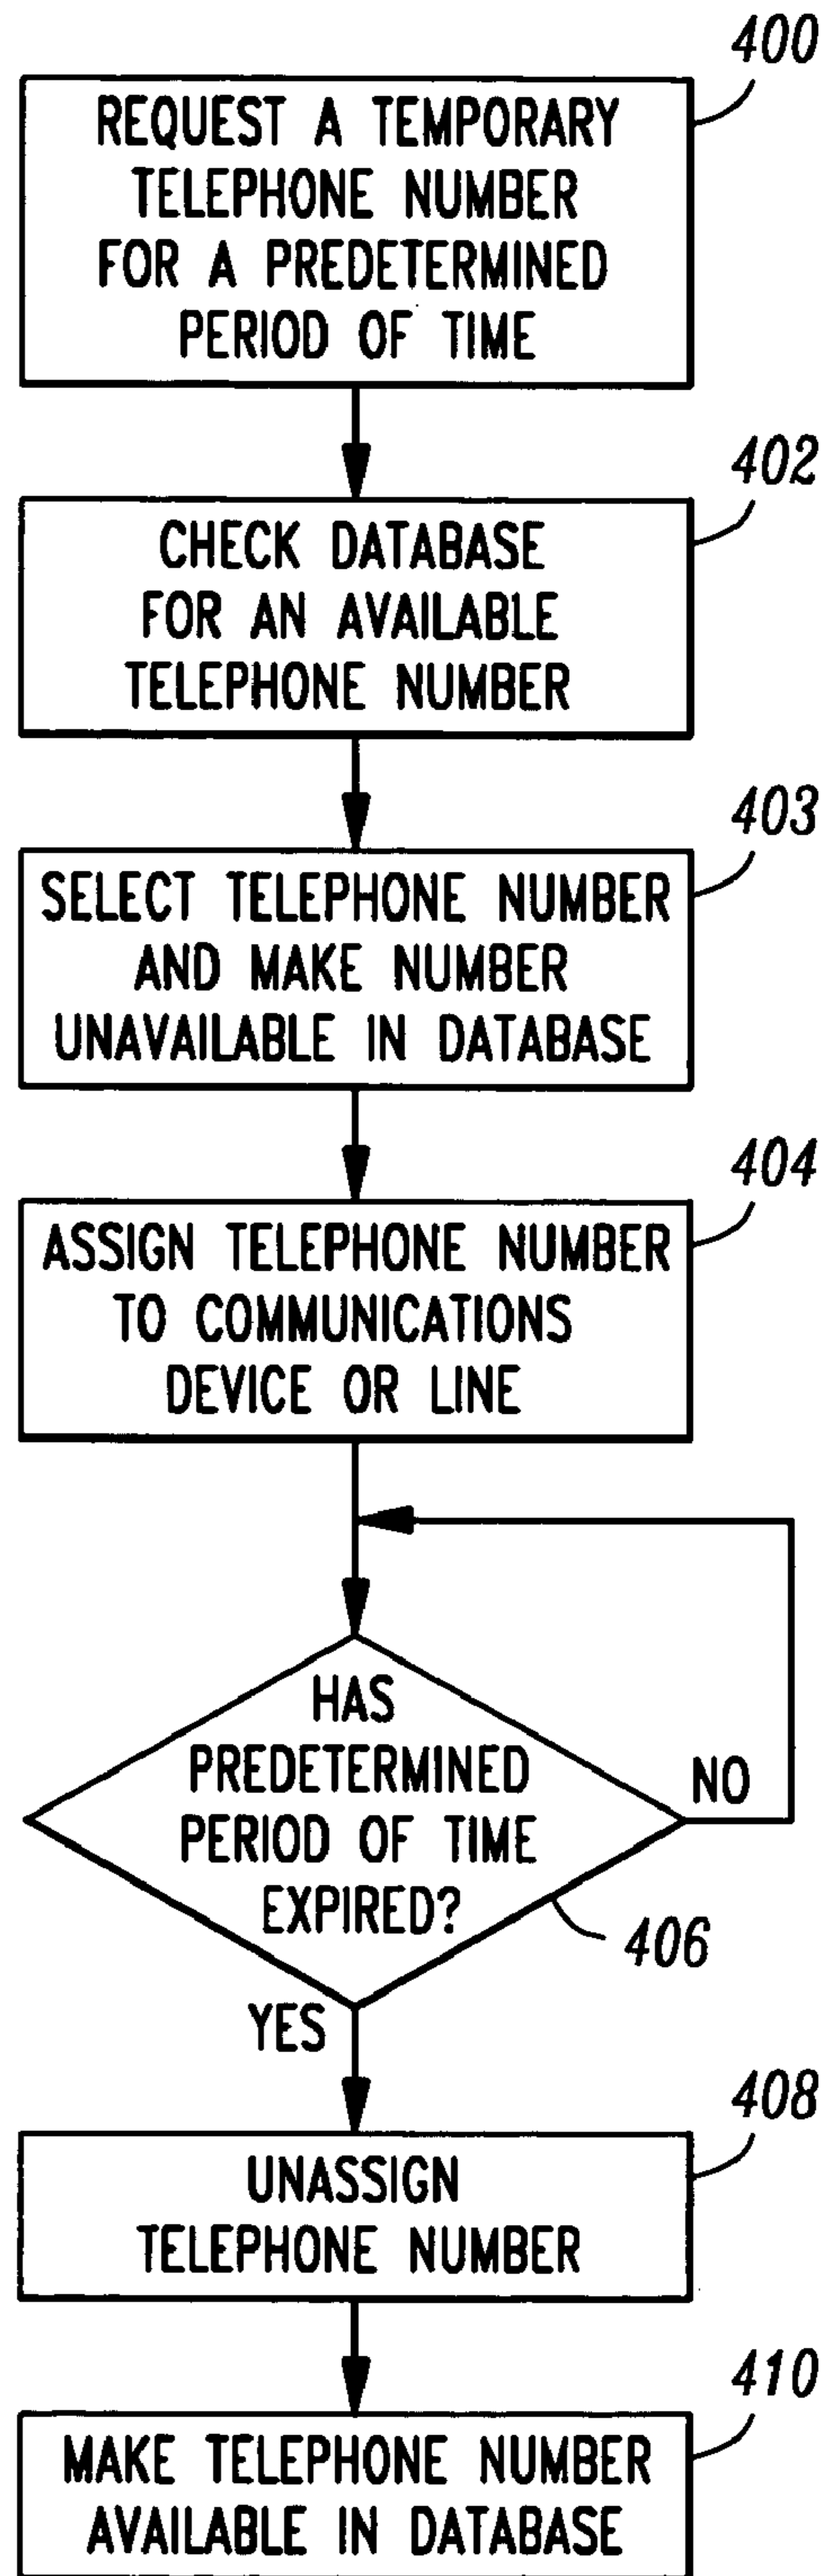 400
REQUEST A TEMPORARY
TELEPHONE NUMBER
FOR A PREDETERMINED
PERIOD OF TIME
402
CHECK DATABASE
FOR AN AVAILABLE
TELEPHONE NUMBER
403
SELECT TELEPHONE NUMBER
AND MAKE NUMBER
UNAVAILABLE IN DATABASE
404
ASSIGN TELEPHONE NUMBER
TO COMMUNICATIONS
DEVICE OR LINE
HAS
PREDETERMINED
PERIOD OF TIME
EXPIRED?
NO
406
YES
408
UNASSIGN
TELEPHONE NUMBER
410
MAKE TELEPHONE NUMBER
AVAILABLE IN DATABASE